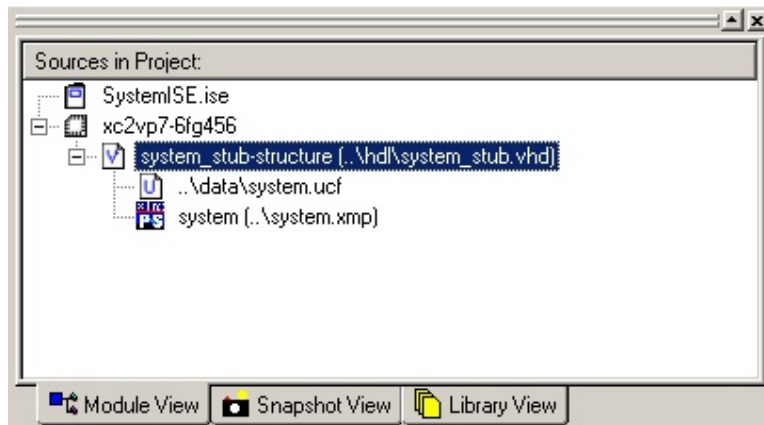 Sources in Project:
SystemISE.ise
xc2vp7-6fg456
system_stub-structure (..\hdl\system_stub.vhd)
..\data\system.ucf
system (..\system.xmp)
Module View Snapshot View Library View